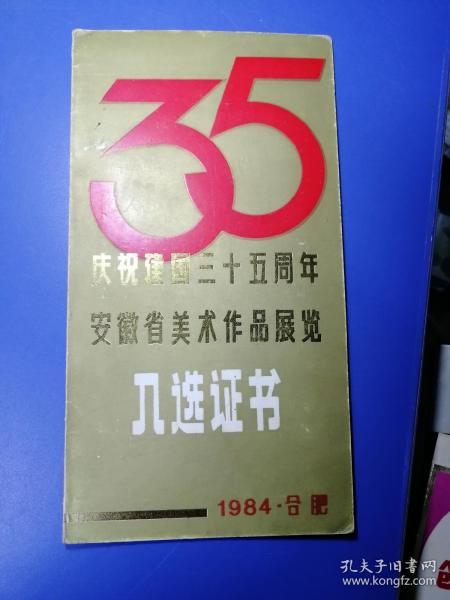 35
庆祝建国三十五周年
安徽省美术作品展览
入选证书
1984·合肥
孔夫子旧书网
www.kongfz.com